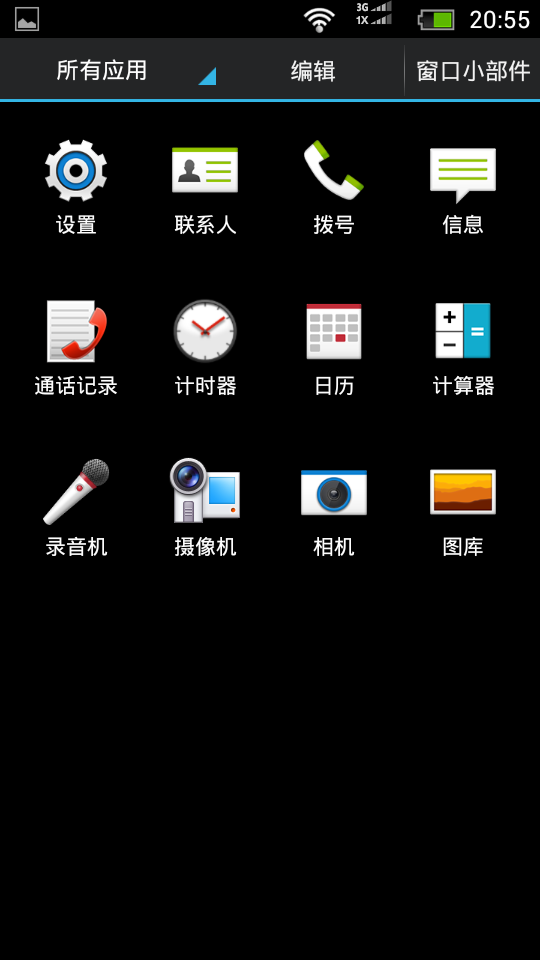 3G
1X
20:55
所有应用 编辑 窗口小部件
设置 联系人 拨号 信息
通话记录 计时器 日历 计算器
录音机 摄像机 相机 图库